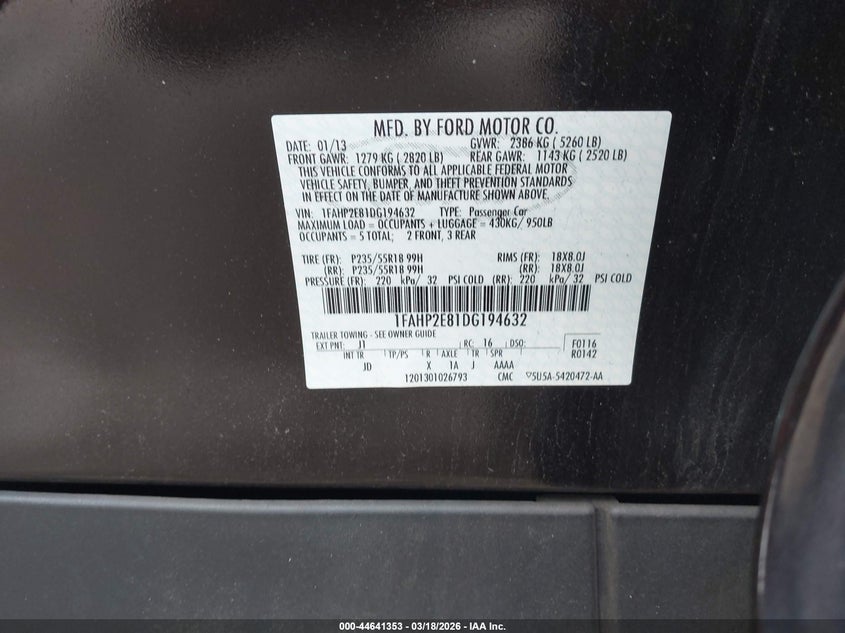 MFD. BY FORD MOTOR CO.
DATE: 01/13 GVWR: 2386 KG ( 5260 LB)
FRONT GAWR: 1279 KG ( 2820 LB) REAR GAWR: 1143 KG ( 2520 LB)
THIS VEHICLE CONFORMS TO ALL APPLICABLE FEDERAL MOTOR
VEHICLE SAFETY, BUMPER, AND THEFT PREVENTION STANDARDS
IN EFFECT ON THE DATE OF MANUFACTURE SHOWN ABOVE.
VIN: 1FAHP2E81DG194632 TYPE: Passenger Car
MAXIMUM LOAD = OCCUPANTS + LUGGAGE = 430KG/ 950LB
OCCUPANTS = 5 TOTAL; 2 FRONT, 3 REAR
TIRE (FR): P235/55R18 99H RIMS (FR): 18X8.0J
(RR): P235/55R18 99H (RR): 18X8.0J
PRESSURE (FR): 220 kPa/ 32 PSI COLD (RR): 220 kPa/ 32 PSI COLD
1FAHP2E81DG194632
TRAILER TOWING - SEE OWNER GUIDE
EXT PNT: J1 RC: 16 DSO: F0116
INT TR TP/PS R AXLE TR SPR R0142
JD X 1A J AAAA
1201301026793 CMC ▽5U5A-5420472-AA
000-44641353 - 03/18/2026 - IAA Inc.